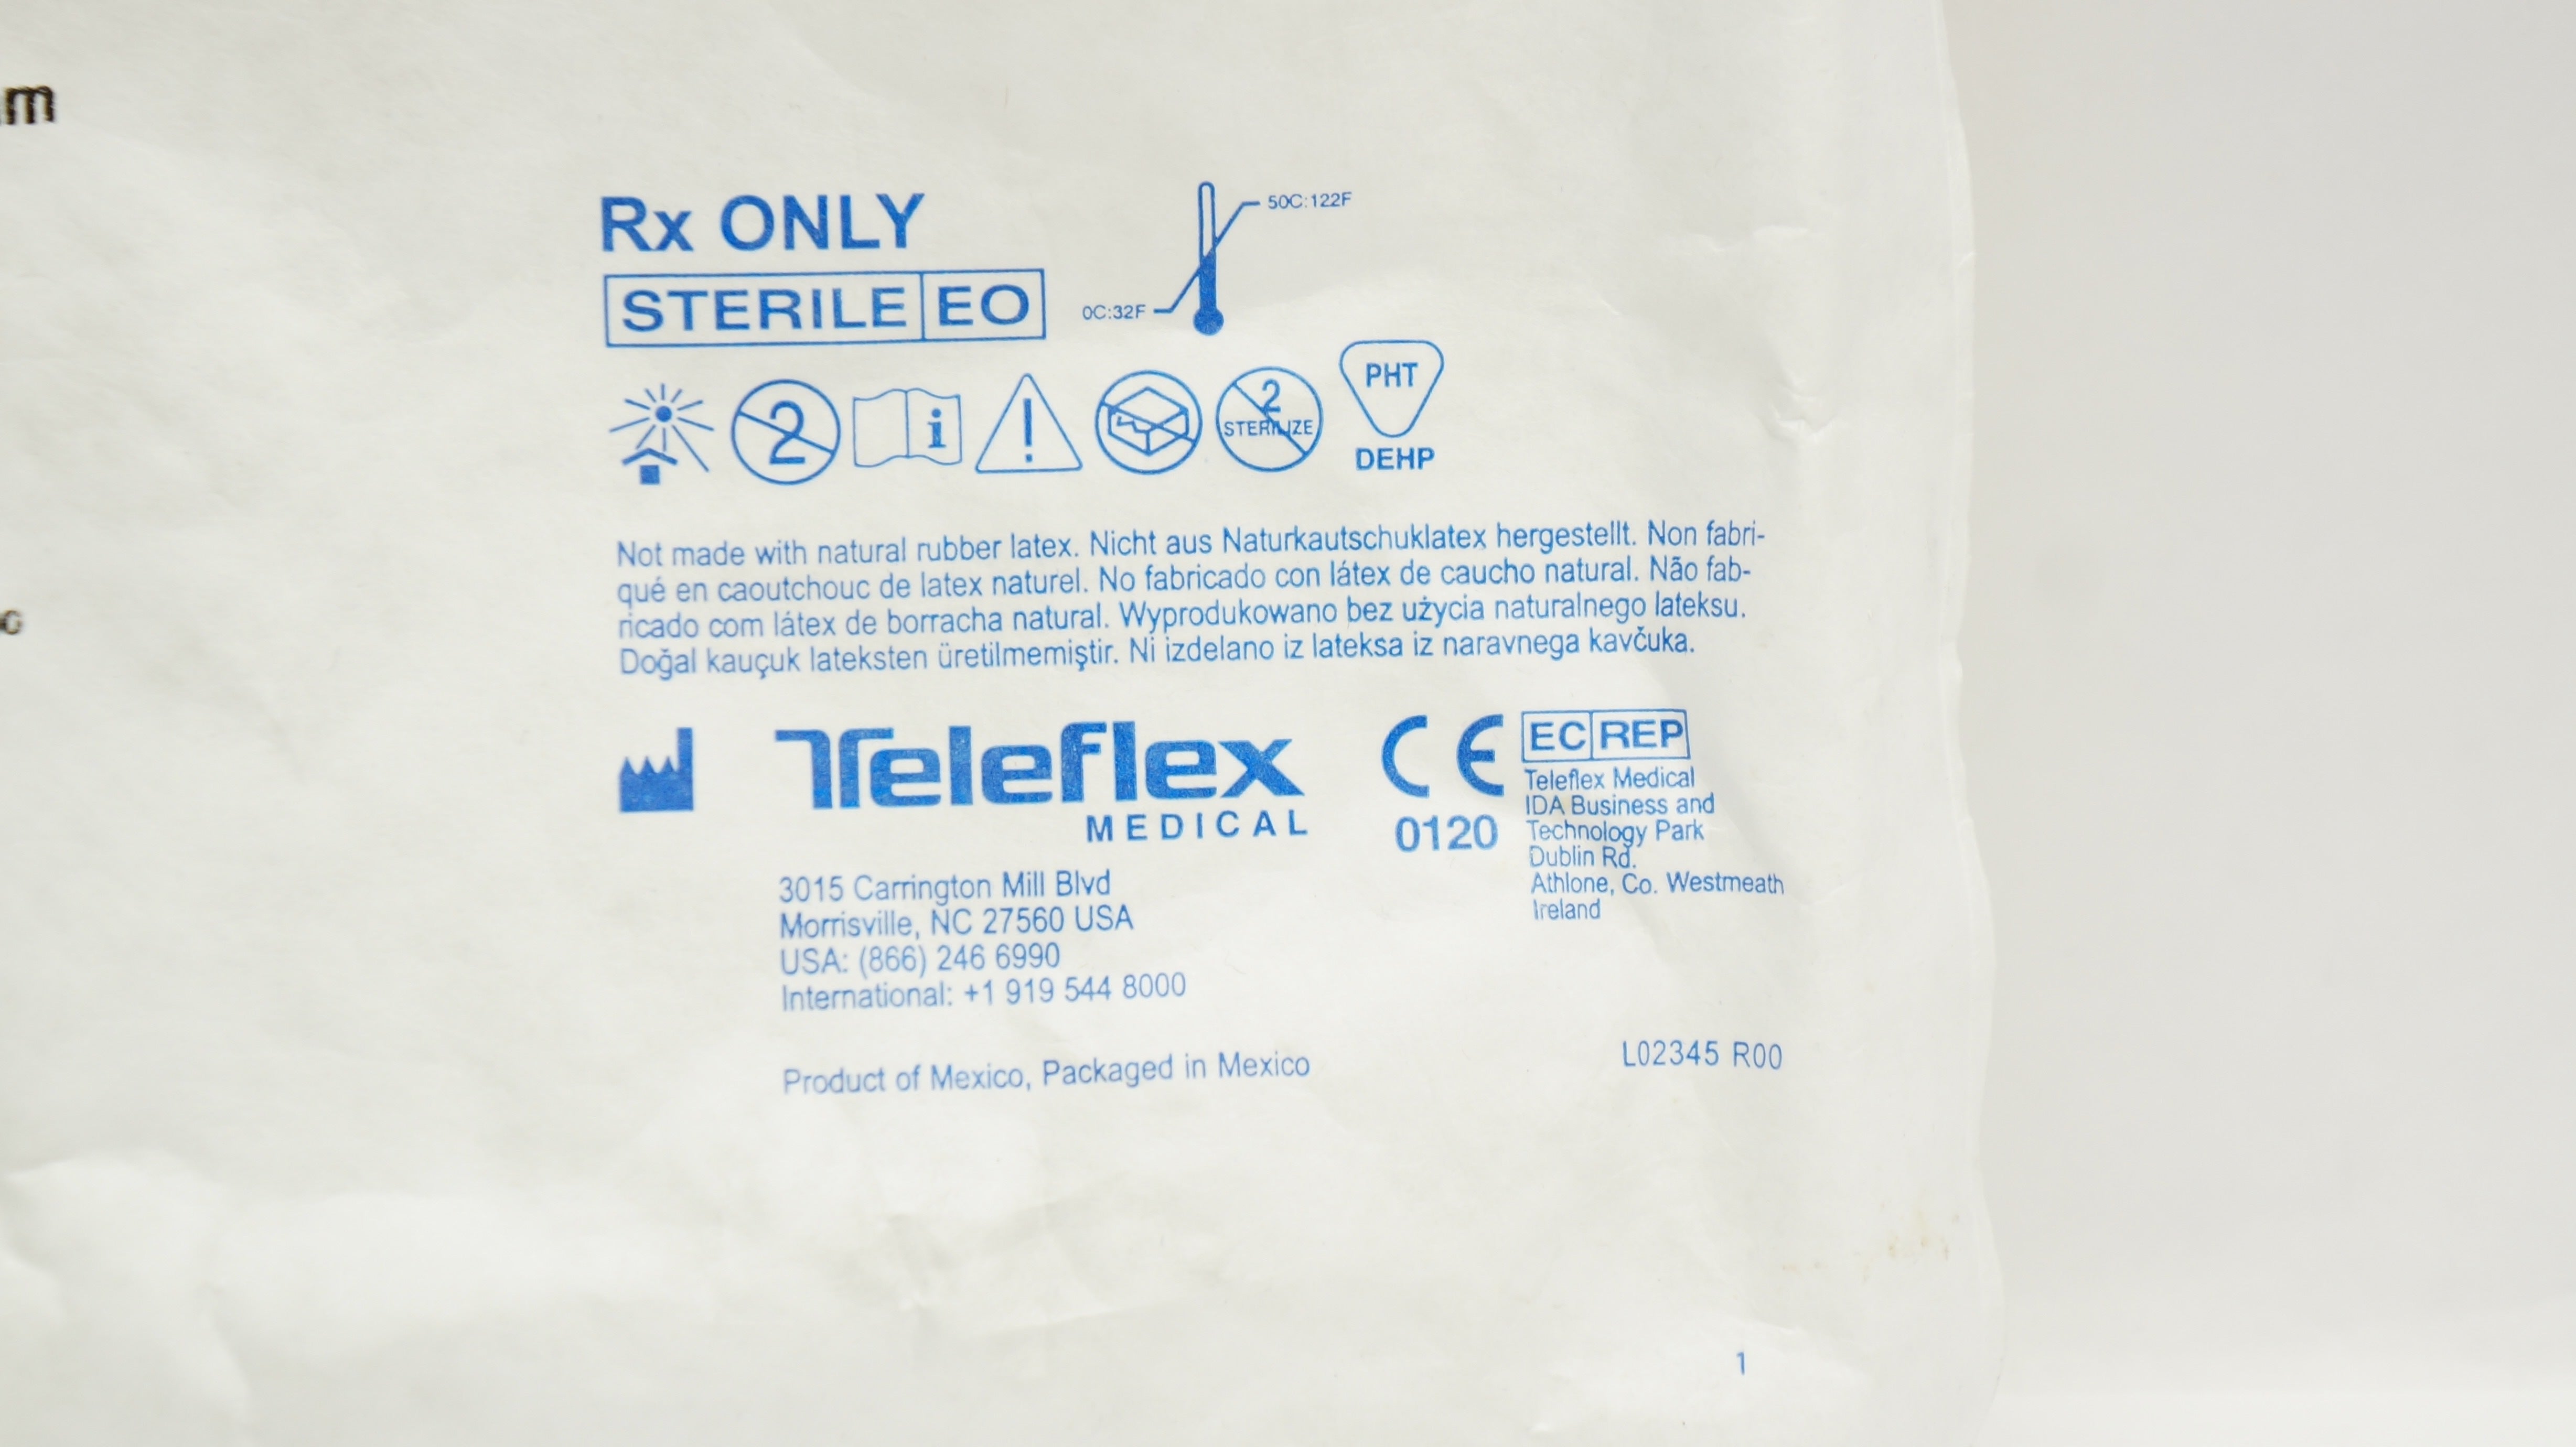 m
Rx ONLY
50C:122F
STERILE EO
0C:32F
2
i
!
2
STERILIZE
PHT
DEHP
Not made with natural rubber latex. Nicht aus Naturkautschuklatex hergestellt. Non fabri-
qué en caoutchouc de latex naturel. No fabricado con látex de caucho natural. Não fab-
ricado com látex de borracha natural. Wyprodukowano bez użycia naturalnego lateksu.
Doğal kauçuk lateksten üretilmemiştir. Ni izdelano iz lateksa iz naravnega kavčuka.
Teleflex
MEDICAL
CE
0120
EC REP
Teleflex Medical
IDA Business and
Technology Park
Dublin Rd.
Athlone, Co. Westmeath
Ireland
3015 Carrington Mill Blvd
Morrisville, NC 27560 USA
USA: (866) 246 6990
International: +1 919 544 8000
Product of Mexico, Packaged in Mexico
L02345 R00
1